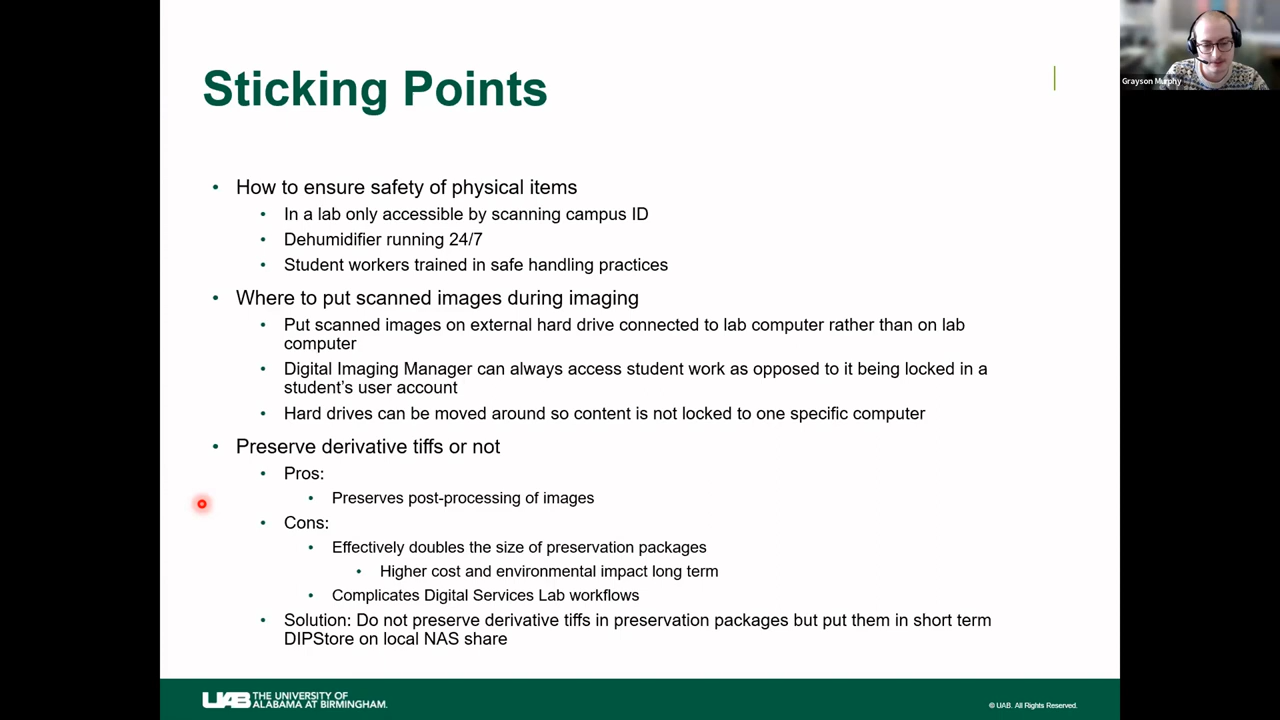 Sticking Points
Grayson Murphy
• How to ensure safety of physical items
• In a lab only accessible by scanning campus ID
• Dehumidifier running 24/7
• Student workers trained in safe handling practices
• Where to put scanned images during imaging
• Put scanned images on external hard drive connected to lab computer rather than on lab
computer
• Digital Imaging Manager can always access student work as opposed to it being locked in a
student’s user account
• Hard drives can be moved around so content is not locked to one specific computer
• Preserve derivative tiffs or not
• Pros:
• Preserves post-processing of images
• Cons:
• Effectively doubles the size of preservation packages
• Higher cost and environmental impact long term
• Complicates Digital Services Lab workflows
• Solution: Do not preserve derivative tiffs in preservation packages but put them in short term
DIPStore on local NAS share
UAB THE UNIVERSITY OF
ALABAMA AT BIRMINGHAM.
© UAB. All Rights Reserved.